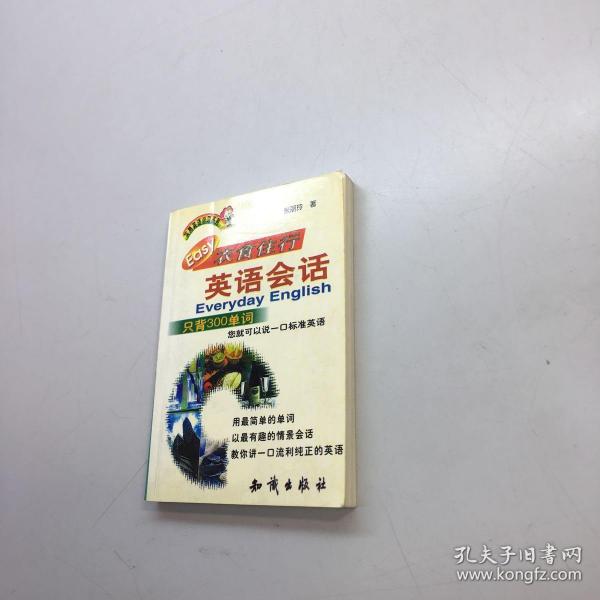 著
Easy
衣食住行
英语会话
Everyday English
只背300单词
您就可以说一口标准英语
用最简单的单词
以最有趣的情景会话
教你讲一口流利纯正的英语
知识出版社
孔夫子旧书网
www.kongfz.com